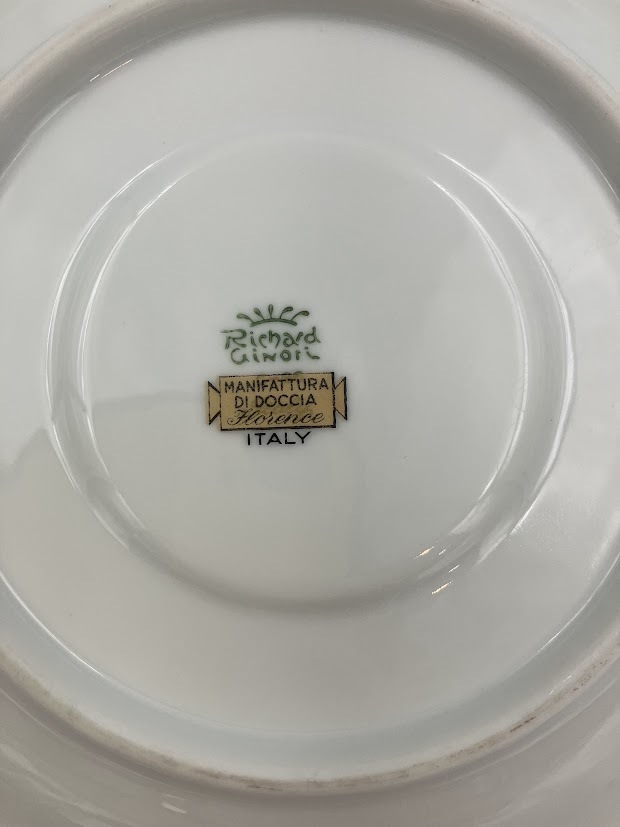 Richard
GINORI
MANIFATTURA
DI DOCCIA
Florence
ITALY